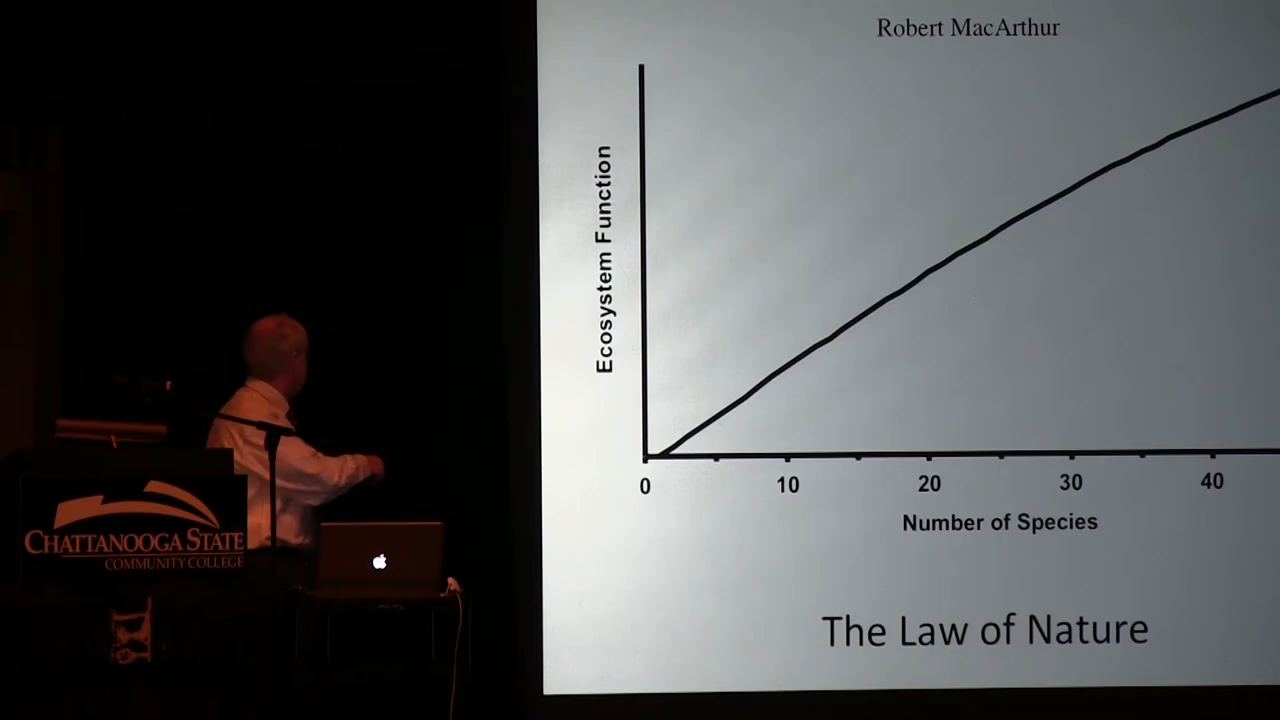 Robert MacArthur
Ecosystem Function
0 10 20 30 40
Number of Species
The Law of Nature
CHATTANOOGA STATE
COMMUNITY COLLEGE